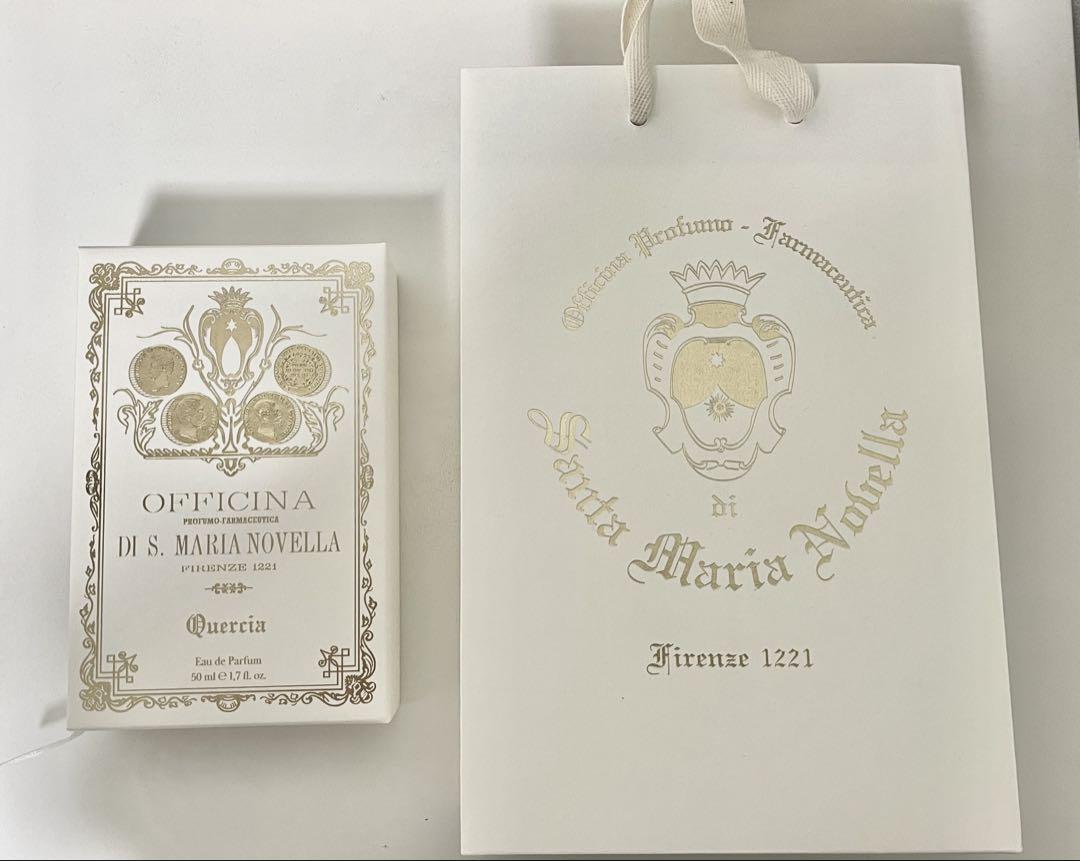 OFFICINA
PROFUMO-FARMACEUTICA
DI S. MARIA NOVELLA
FIRENZE 1221
Quercia
Eau de Parfum
50 ml ℮ 1,7 fl. oz.
Officina Profumo - Farmaceutica
di
Santa Maria Novella
Firenze 1221